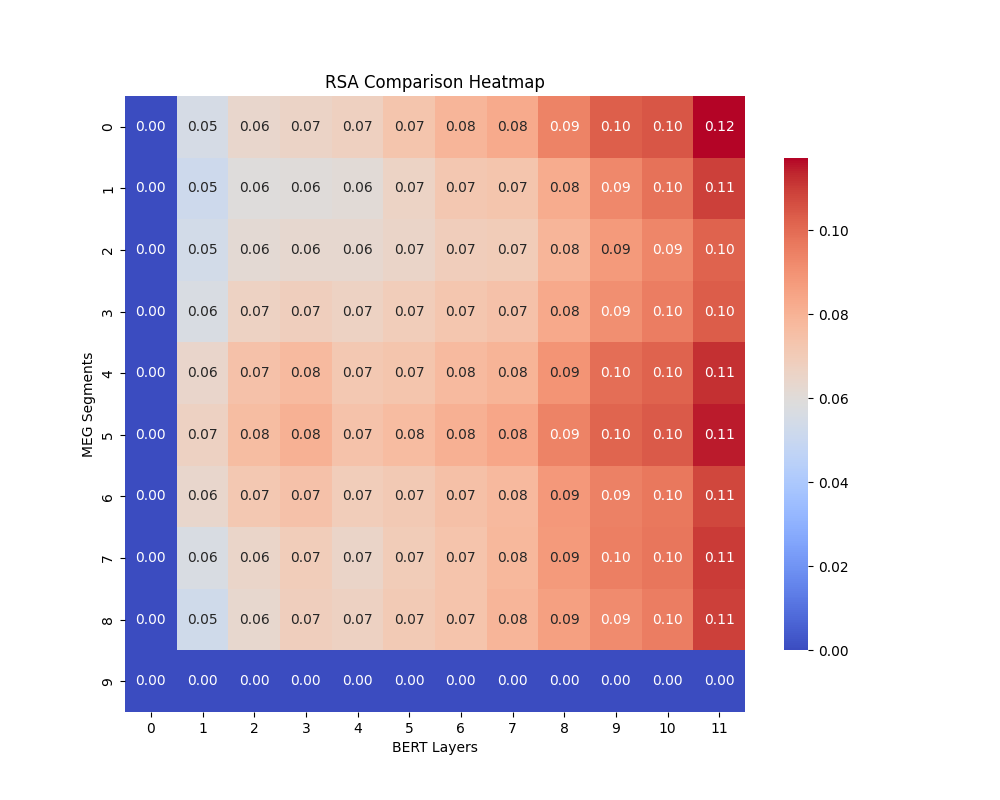 RSA Comparison Heatmap
0 0.00 0.05 0.06 0.07 0.07 0.07 0.08 0.08 0.09 0.10 0.10 0.12
1 0.00 0.05 0.06 0.06 0.06 0.07 0.07 0.07 0.08 0.09 0.10 0.11
2 0.00 0.05 0.06 0.06 0.06 0.07 0.07 0.07 0.08 0.09 0.09 0.10
3 0.00 0.06 0.07 0.07 0.07 0.07 0.07 0.07 0.08 0.09 0.10 0.10
4 0.00 0.06 0.07 0.08 0.07 0.07 0.08 0.08 0.09 0.10 0.10 0.11
5 0.00 0.07 0.08 0.08 0.07 0.08 0.08 0.08 0.09 0.10 0.10 0.11
6 0.00 0.06 0.07 0.07 0.07 0.07 0.07 0.08 0.09 0.09 0.10 0.11
7 0.00 0.06 0.06 0.07 0.07 0.07 0.07 0.08 0.09 0.10 0.10 0.11
8 0.00 0.05 0.06 0.07 0.07 0.07 0.07 0.08 0.09 0.09 0.10 0.11
9 0.00 0.00 0.00 0.00 0.00 0.00 0.00 0.00 0.00 0.00 0.00 0.00
0 1 2 3 4 5 6 7 8 9 10 11
BERT Layers
MEG Segments
0.10
0.08
0.06
0.04
0.02
0.00